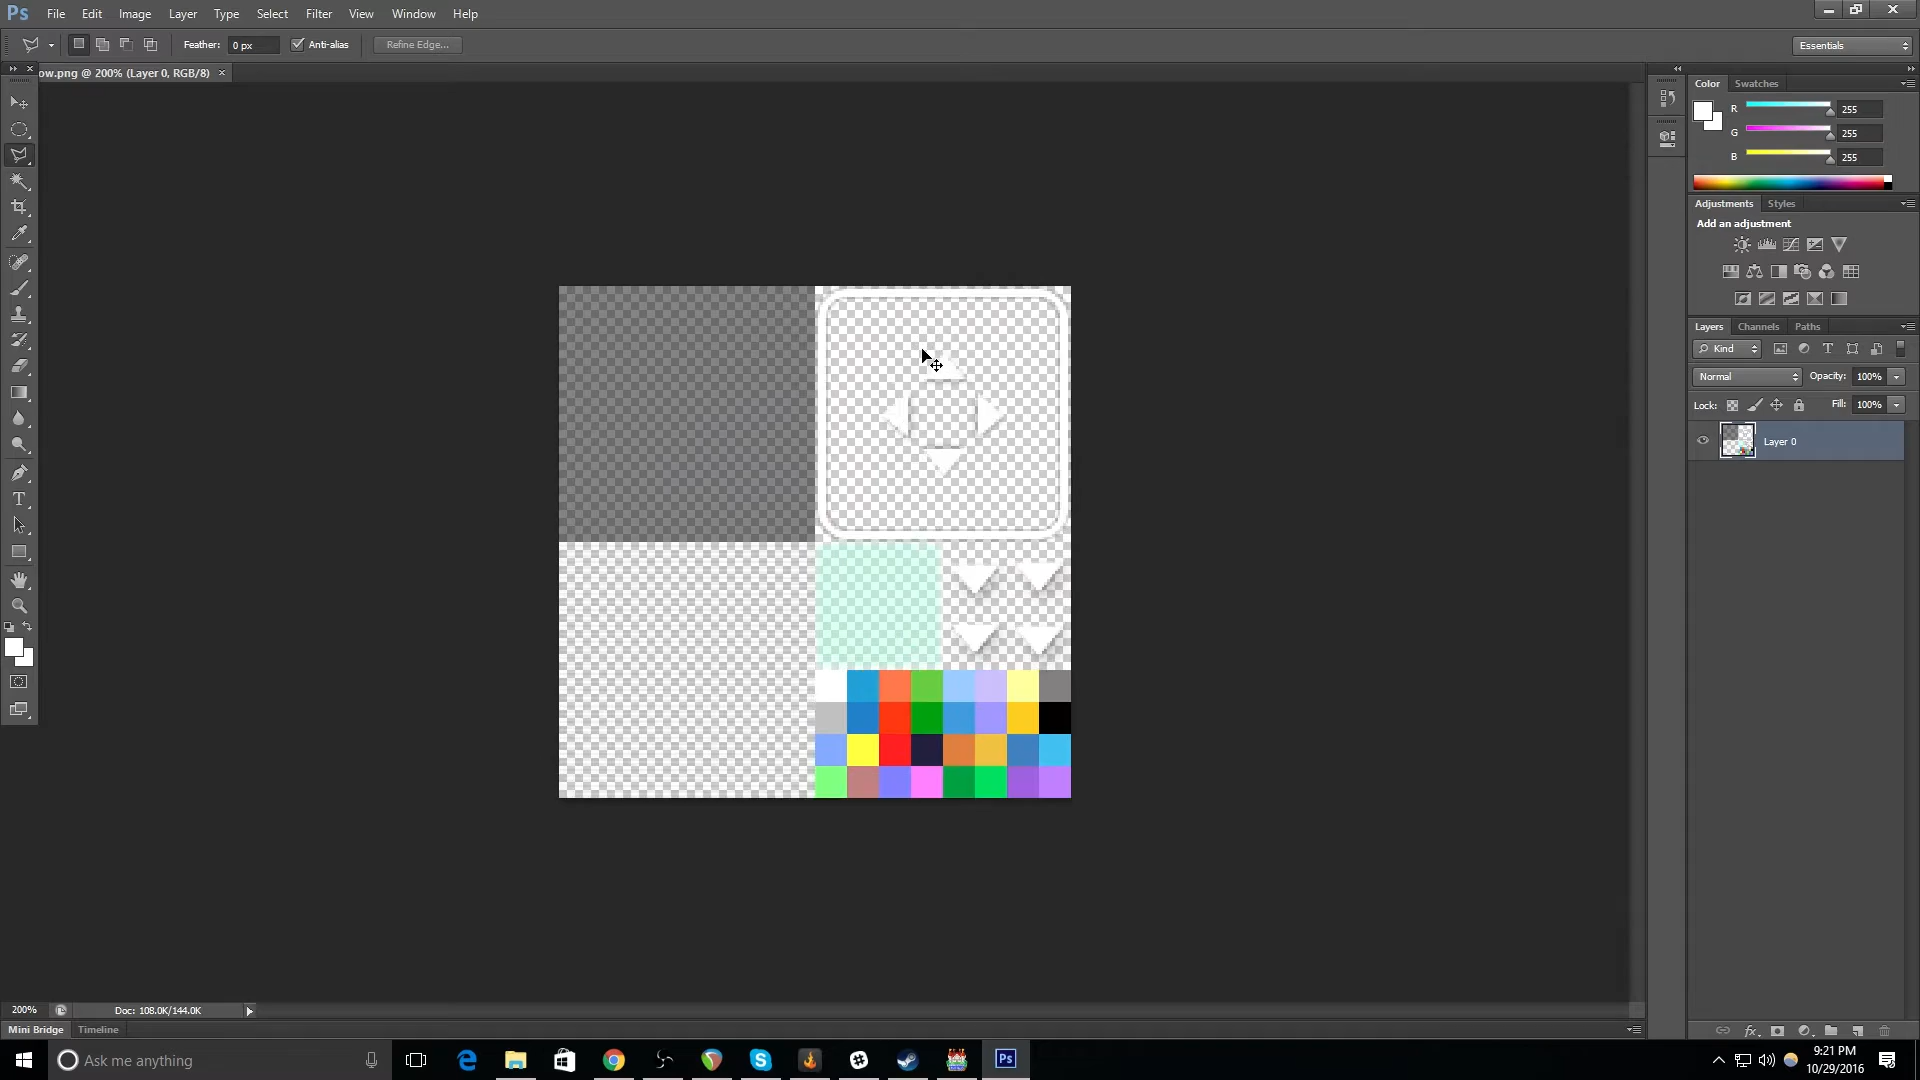 Ps File Edit Image Layer Type Select Filter View Window Help
Feather: 0 px Anti-alias Refine Edge... Essentials
ow.png @ 200% (Layer 0, RGB/8)
Color Swatches
R 255
G 255
B 255
Adjustments Styles
Add an adjustment
Layers Channels Paths
Kind
Normal Opacity: 100%
Lock: Fill: 100%
Layer 0
200% Doc: 108.0K/144.0K
Mini Bridge Timeline
Ask me anything
Ps
9:21 PM
10/29/2016